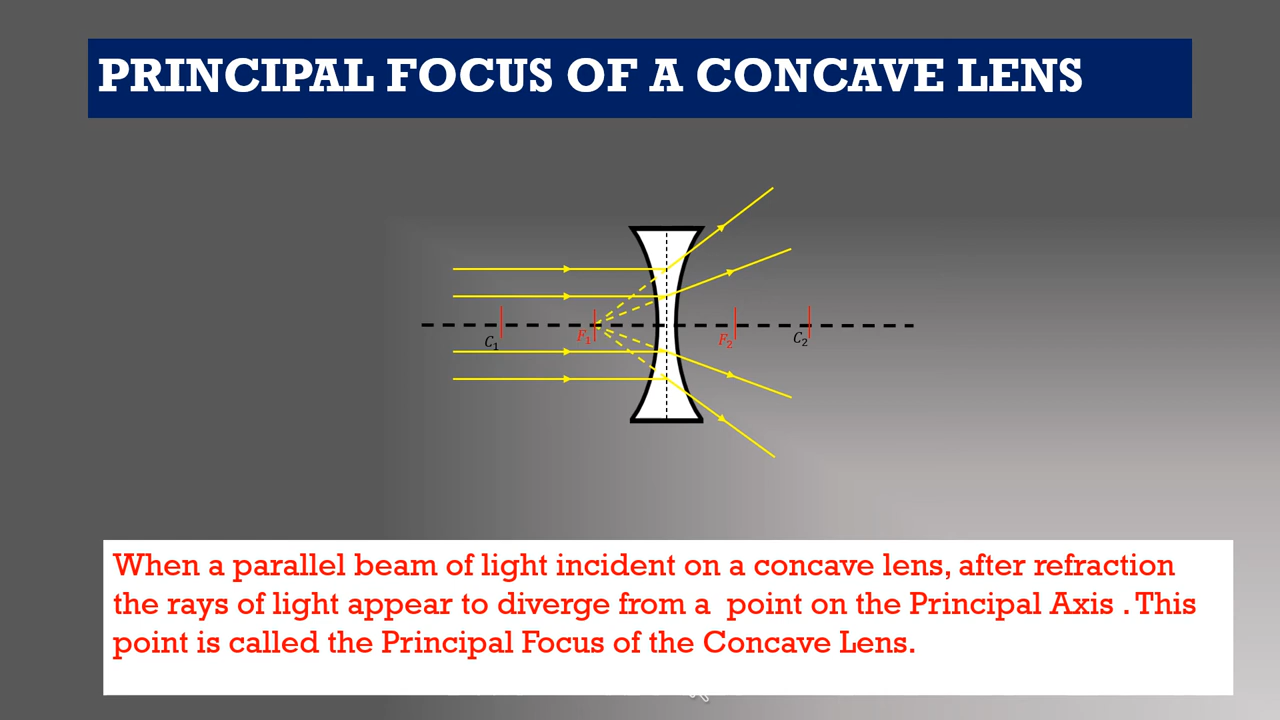 PRINCIPAL FOCUS OF A CONCAVE LENS
C₁
F₁
F₂
C₂
When a parallel beam of light incident on a concave lens, after refraction
the rays of light appear to diverge from a point on the Principal Axis . This
point is called the Principal Focus of the Concave Lens.